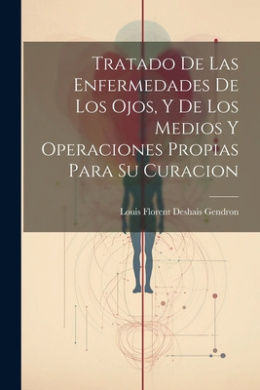 Tratado De Las
Enfermedades De
Los Ojos, Y De Los
Medios Y
Operaciones Propias
Para Su Curacion
Louis Florent Deshais Gendron